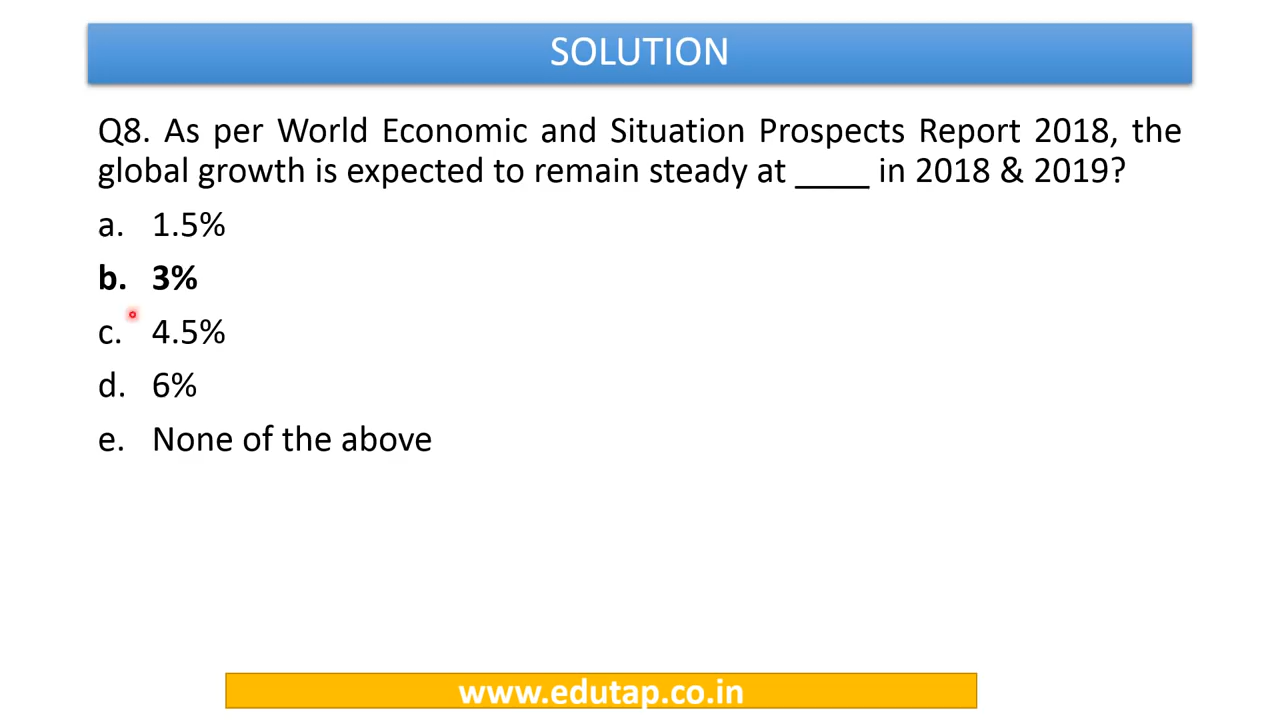 SOLUTION
Q8. As per World Economic and Situation Prospects Report 2018, the
global growth is expected to remain steady at ____ in 2018 & 2019?
a. 1.5%
b. 3%
c. 4.5%
d. 6%
e. None of the above
www.edutap.co.in